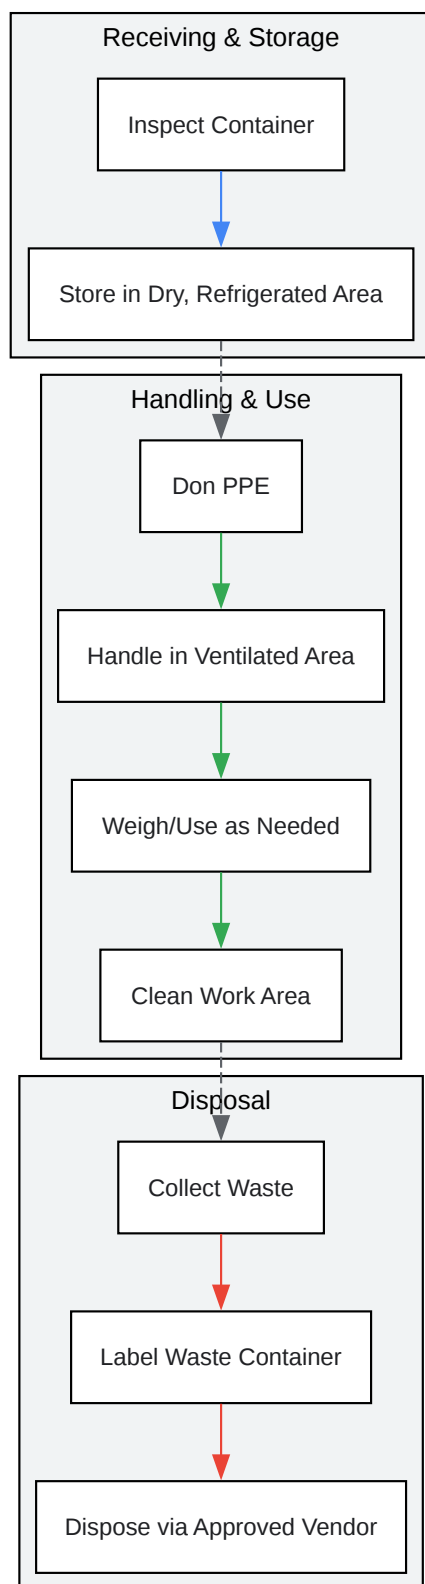 Receiving & Storage
Inspect Container
Store in Dry, Refrigerated Area
Handling & Use
Don PPE
Handle in Ventilated Area
Weigh/Use as Needed
Clean Work Area
Disposal
Collect Waste
Label Waste Container
Dispose via Approved Vendor